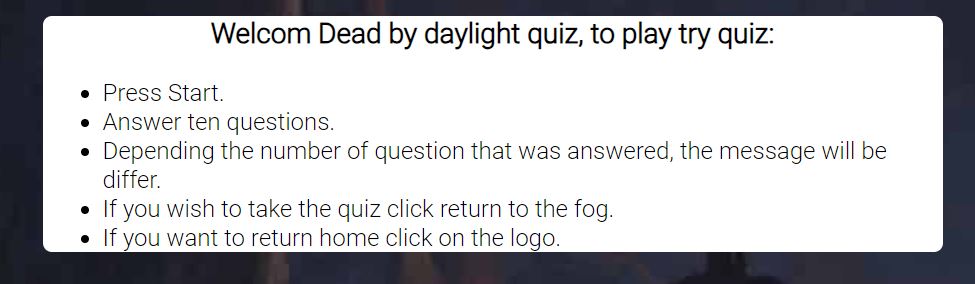 Welcom Dead by daylight quiz, to play try quiz:
Press Start.
Answer ten questions.
Depending the number of question that was answered, the message will be
differ.
If you wish to take the quiz click return to the fog.
If you want to return home click on the logo.